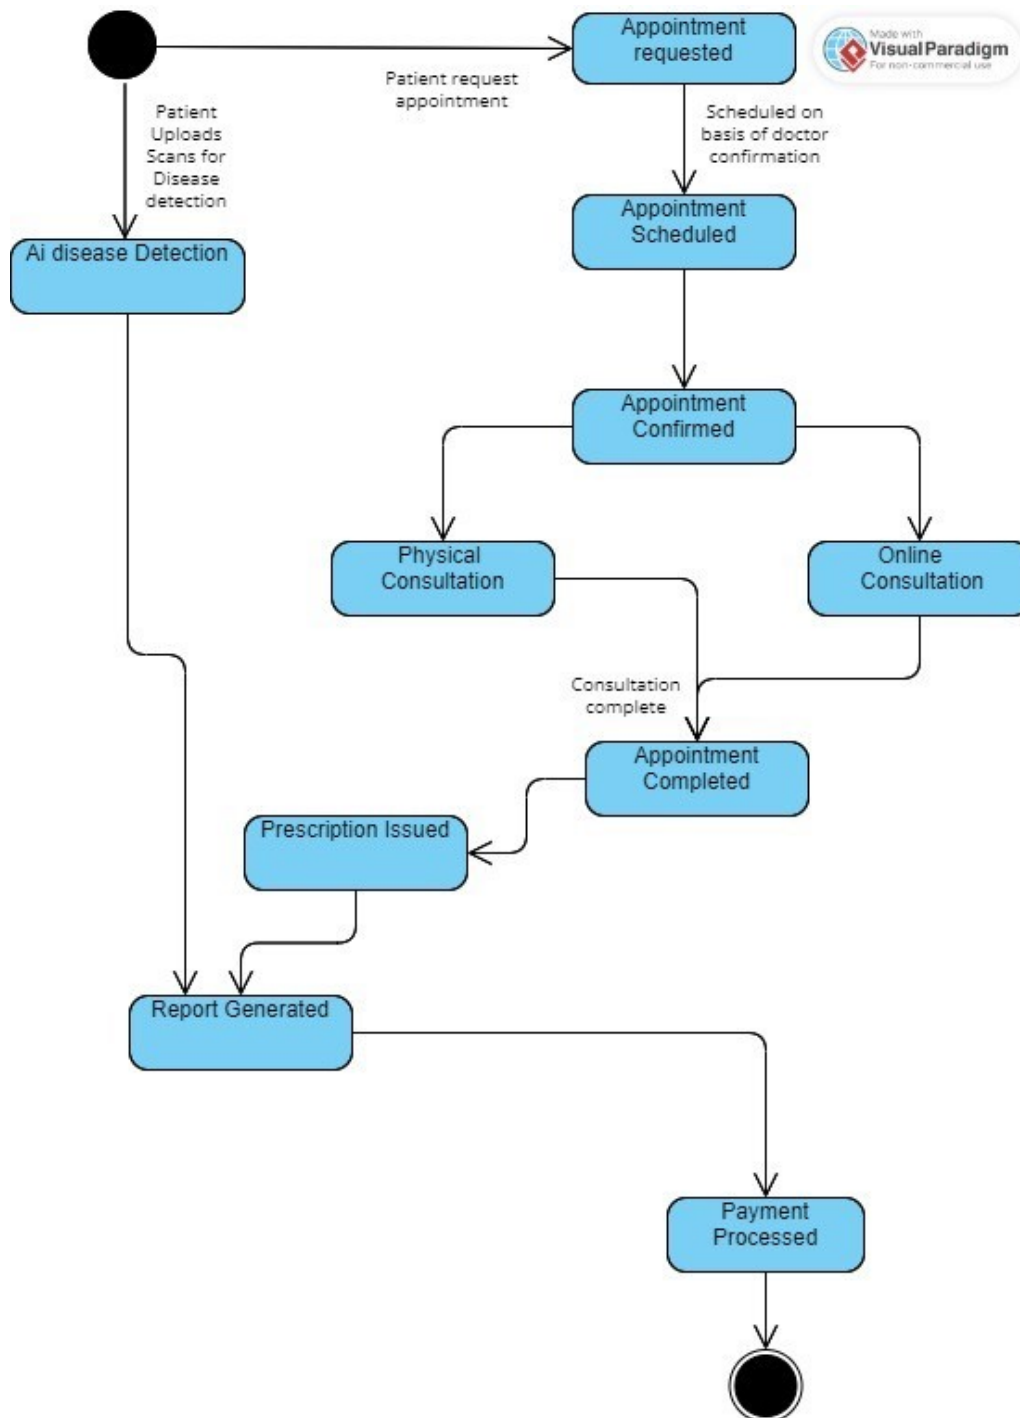 Appointment
requested
Made with
Visual Paradigm
For non-commercial use
Patient request
appointment
Patient
Uploads
Scans for
Disease
detection
Scheduled on
basis of doctor
confirmation
Appointment
Scheduled
Ai disease Detection
Appointment
Confirmed
Physical
Consultation
Online
Consultation
Consultation
complete
Appointment
Completed
Prescription Issued
Report Generated
Payment
Processed